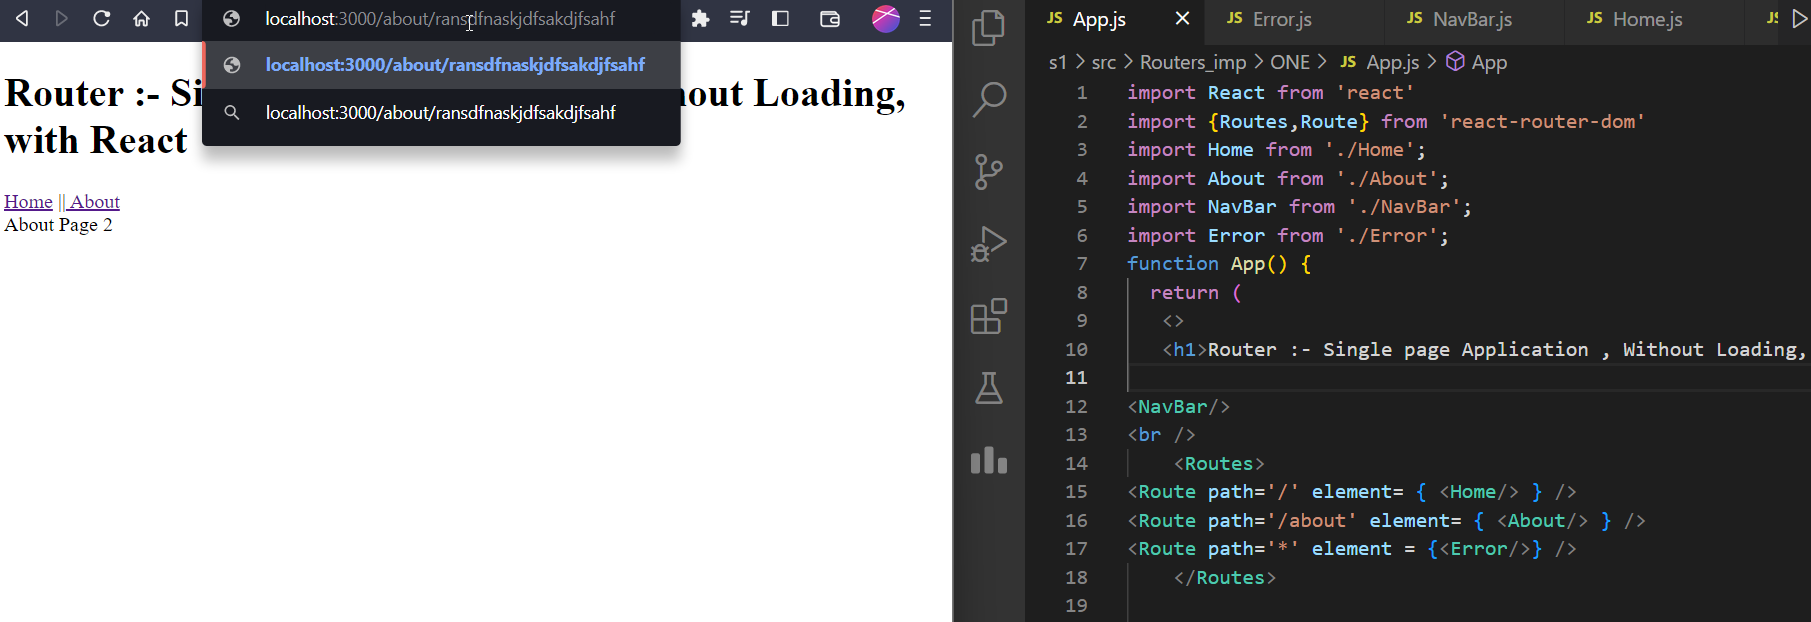 localhost:3000/about/ransdfnaskjdfsakdjfsahf
localhost:3000/about/ransdfnaskjdfsakdjfsahf
localhost:3000/about/ransdfnaskjdfsakdjfsahf
Router :- Si out Loading,
with React
Home || About
About Page 2
JS App.js JS Error.js JS NavBar.js JS Home.js JS
s1 > src > Routers_imp > ONE > JS App.js > App
1 import React from 'react'
2 import {Routes,Route} from 'react-router-dom'
3 import Home from './Home';
4 import About from './About';
5 import NavBar from './NavBar';
6 import Error from './Error';
7 function App() {
8 return (
9 <>
10 <h1>Router :- Single page Application , Without Loading,
11
12 <NavBar/>
13 <br />
14 <Routes>
15 <Route path='/' element= { <Home/> } />
16 <Route path='/about' element= { <About/> } />
17 <Route path='*' element = {<Error/>} />
18 </Routes>
19